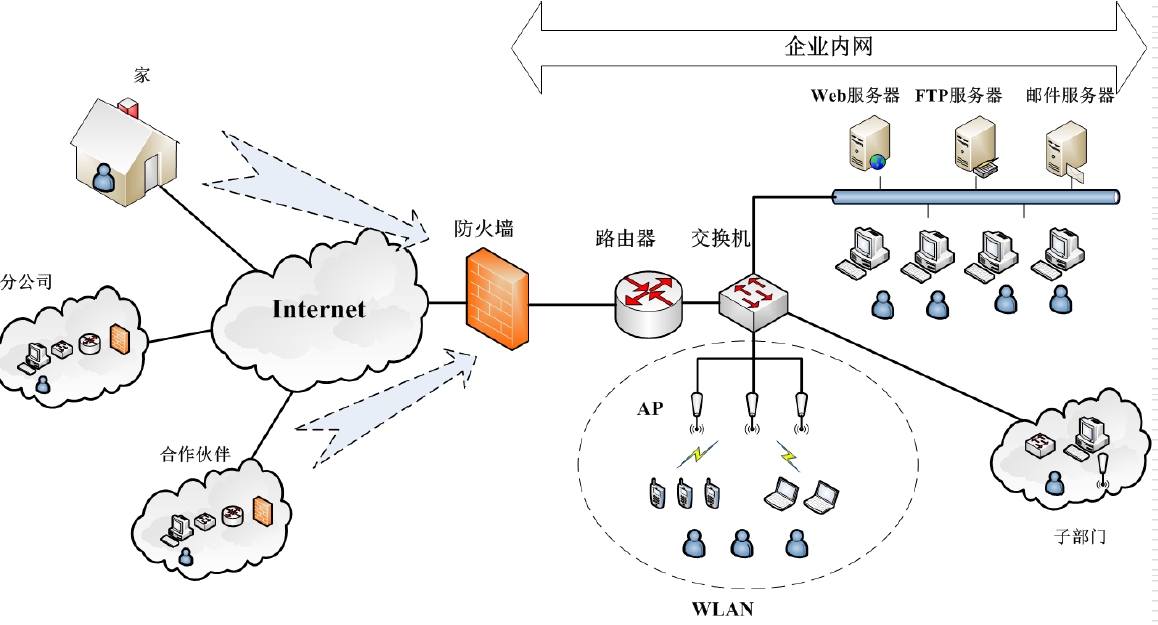 企业内网
家
Web服务器
FTP服务器
邮件服务器
防火墙
路由器
交换机
分公司
Internet
AP
合作伙伴
子部门
WLAN